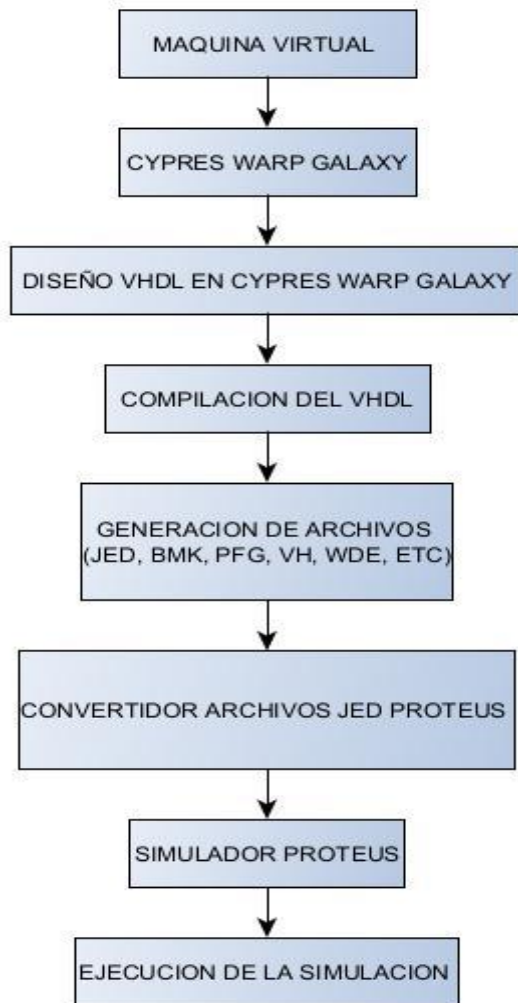 MAQUINA VIRTUAL
CYPRES WARP GALAXY
DISEÑO VHDL EN CYPRES WARP GALAXY
COMPILACION DEL VHDL
GENERACION DE ARCHIVOS
(JED, BMK, PFG, VH, WDE, ETC)
CONVERTIDOR ARCHIVOS JED PROTEUS
SIMULADOR PROTEUS
EJECUCION DE LA SIMULACION